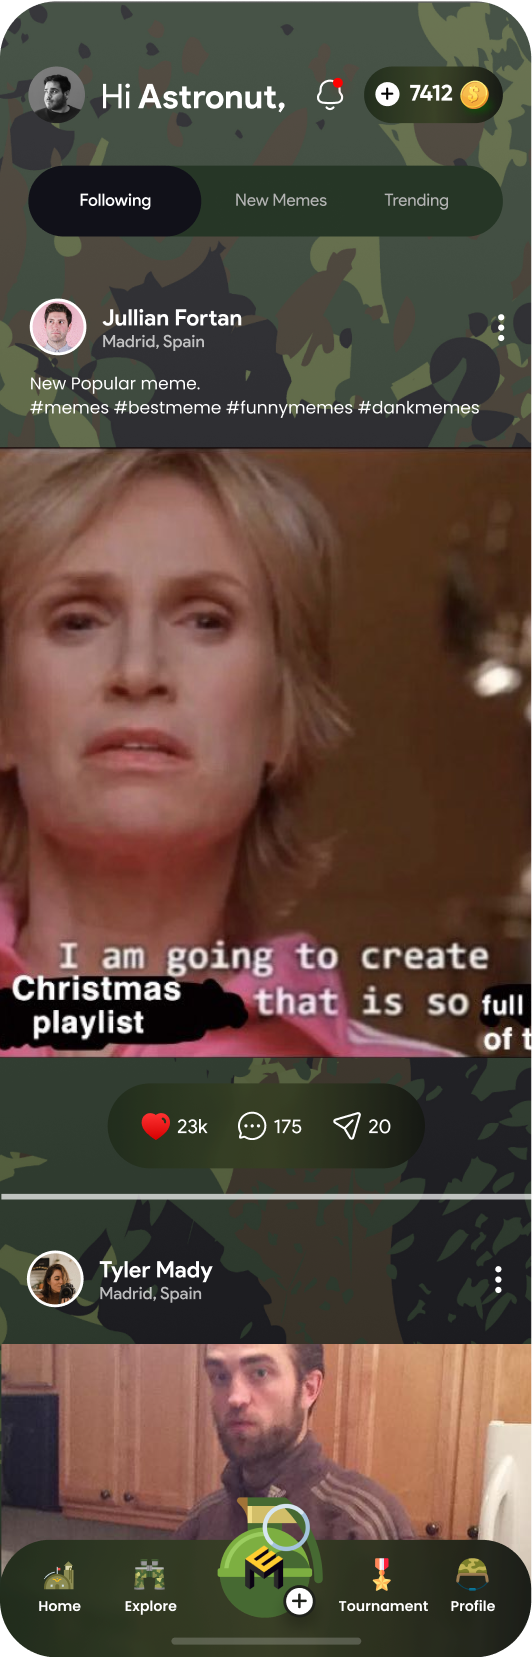 Hi Astronut,
7412
Following New Memes Trending
Jullian Fortan
Madrid, Spain
New Popular meme.
#memes #bestmeme #funnymemes #dankmemes
I am going to create
Christmas playlist that is so full of t
23k 175 20
Tyler Mady
Madrid, Spain
Home Explore Tournament Profile